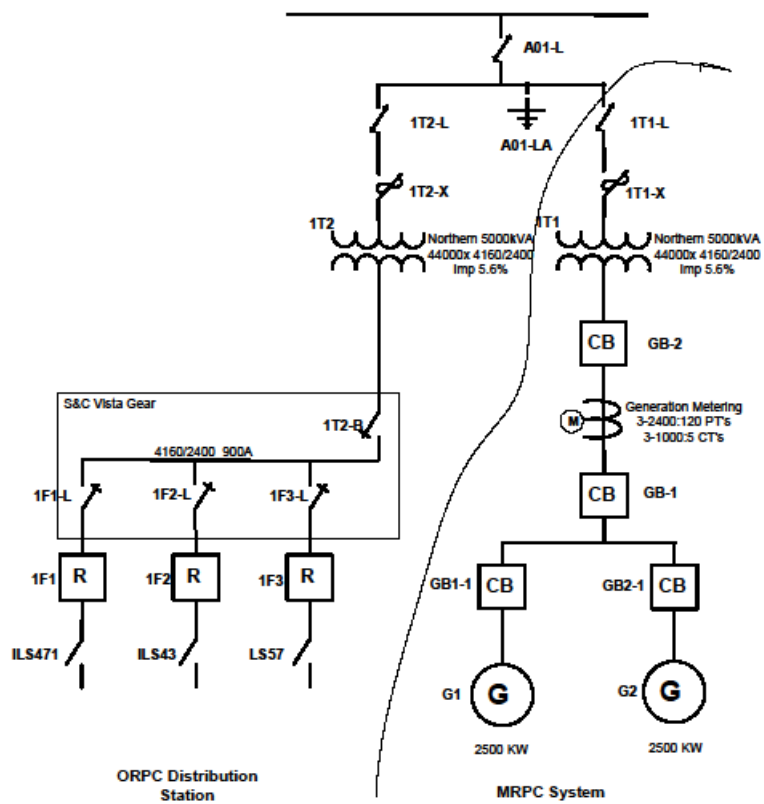 A01-L
1T2-L
A01-LA
1T1-L
1T2-X
1T1-X
1T2
Northern 5000kVA
44000x 4160/2400
Imp 5.6%
1T1
Northern 5000kVA
44000x 4160/2400
Imp 5.6%
CB
GB-2
S&C Vista Gear
1T2-B
M
Generation Metering
3-2400:120 PT's
3-1000:5 CT's
4160/2400 900A
1F1-L
1F2-L
1F3-L
CB
GB-1
1F1
R
1F2
R
1F3
R
GB1-1
CB
GB2-1
CB
ILS471
ILS43
LS57
G1
G
G2
G
2500 KW
2500 KW
ORPC Distribution
Station
MRPC System